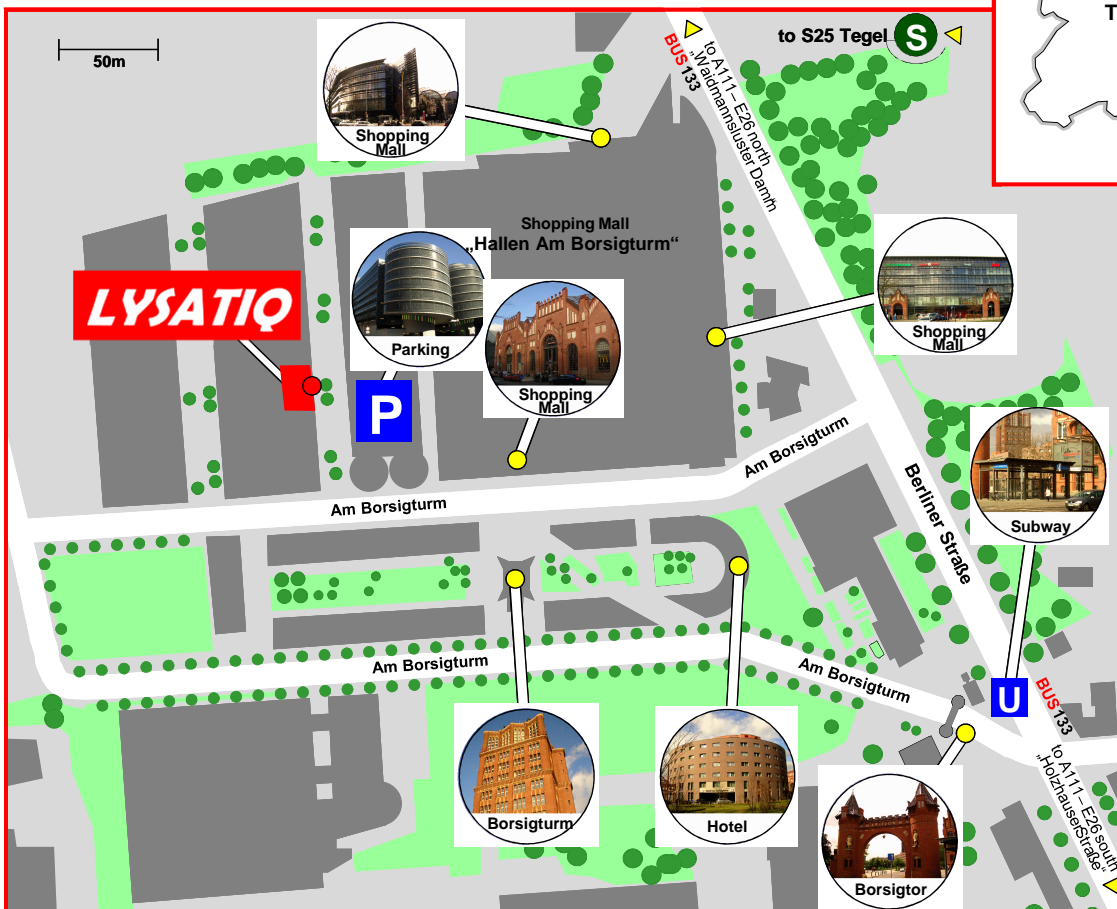 T
to S25 Tegel
S
50m
to A111 – E26 north
„Waidmannsluster Damm
BUS 133
Shopping
Mall
Shopping Mall
„Hallen Am Borsigturm“
LYSATIQ
Parking
P
Shopping
Mall
Shopping
Mall
Am Borsigturm
Am Borsigturm
Berliner Straße
Subway
Am Borsigturm
Am Borsigturm
U
BUS 133
to A111 – E26 south
„Holzhauser Straße“
Borsigturm
Hotel
Borsigtor